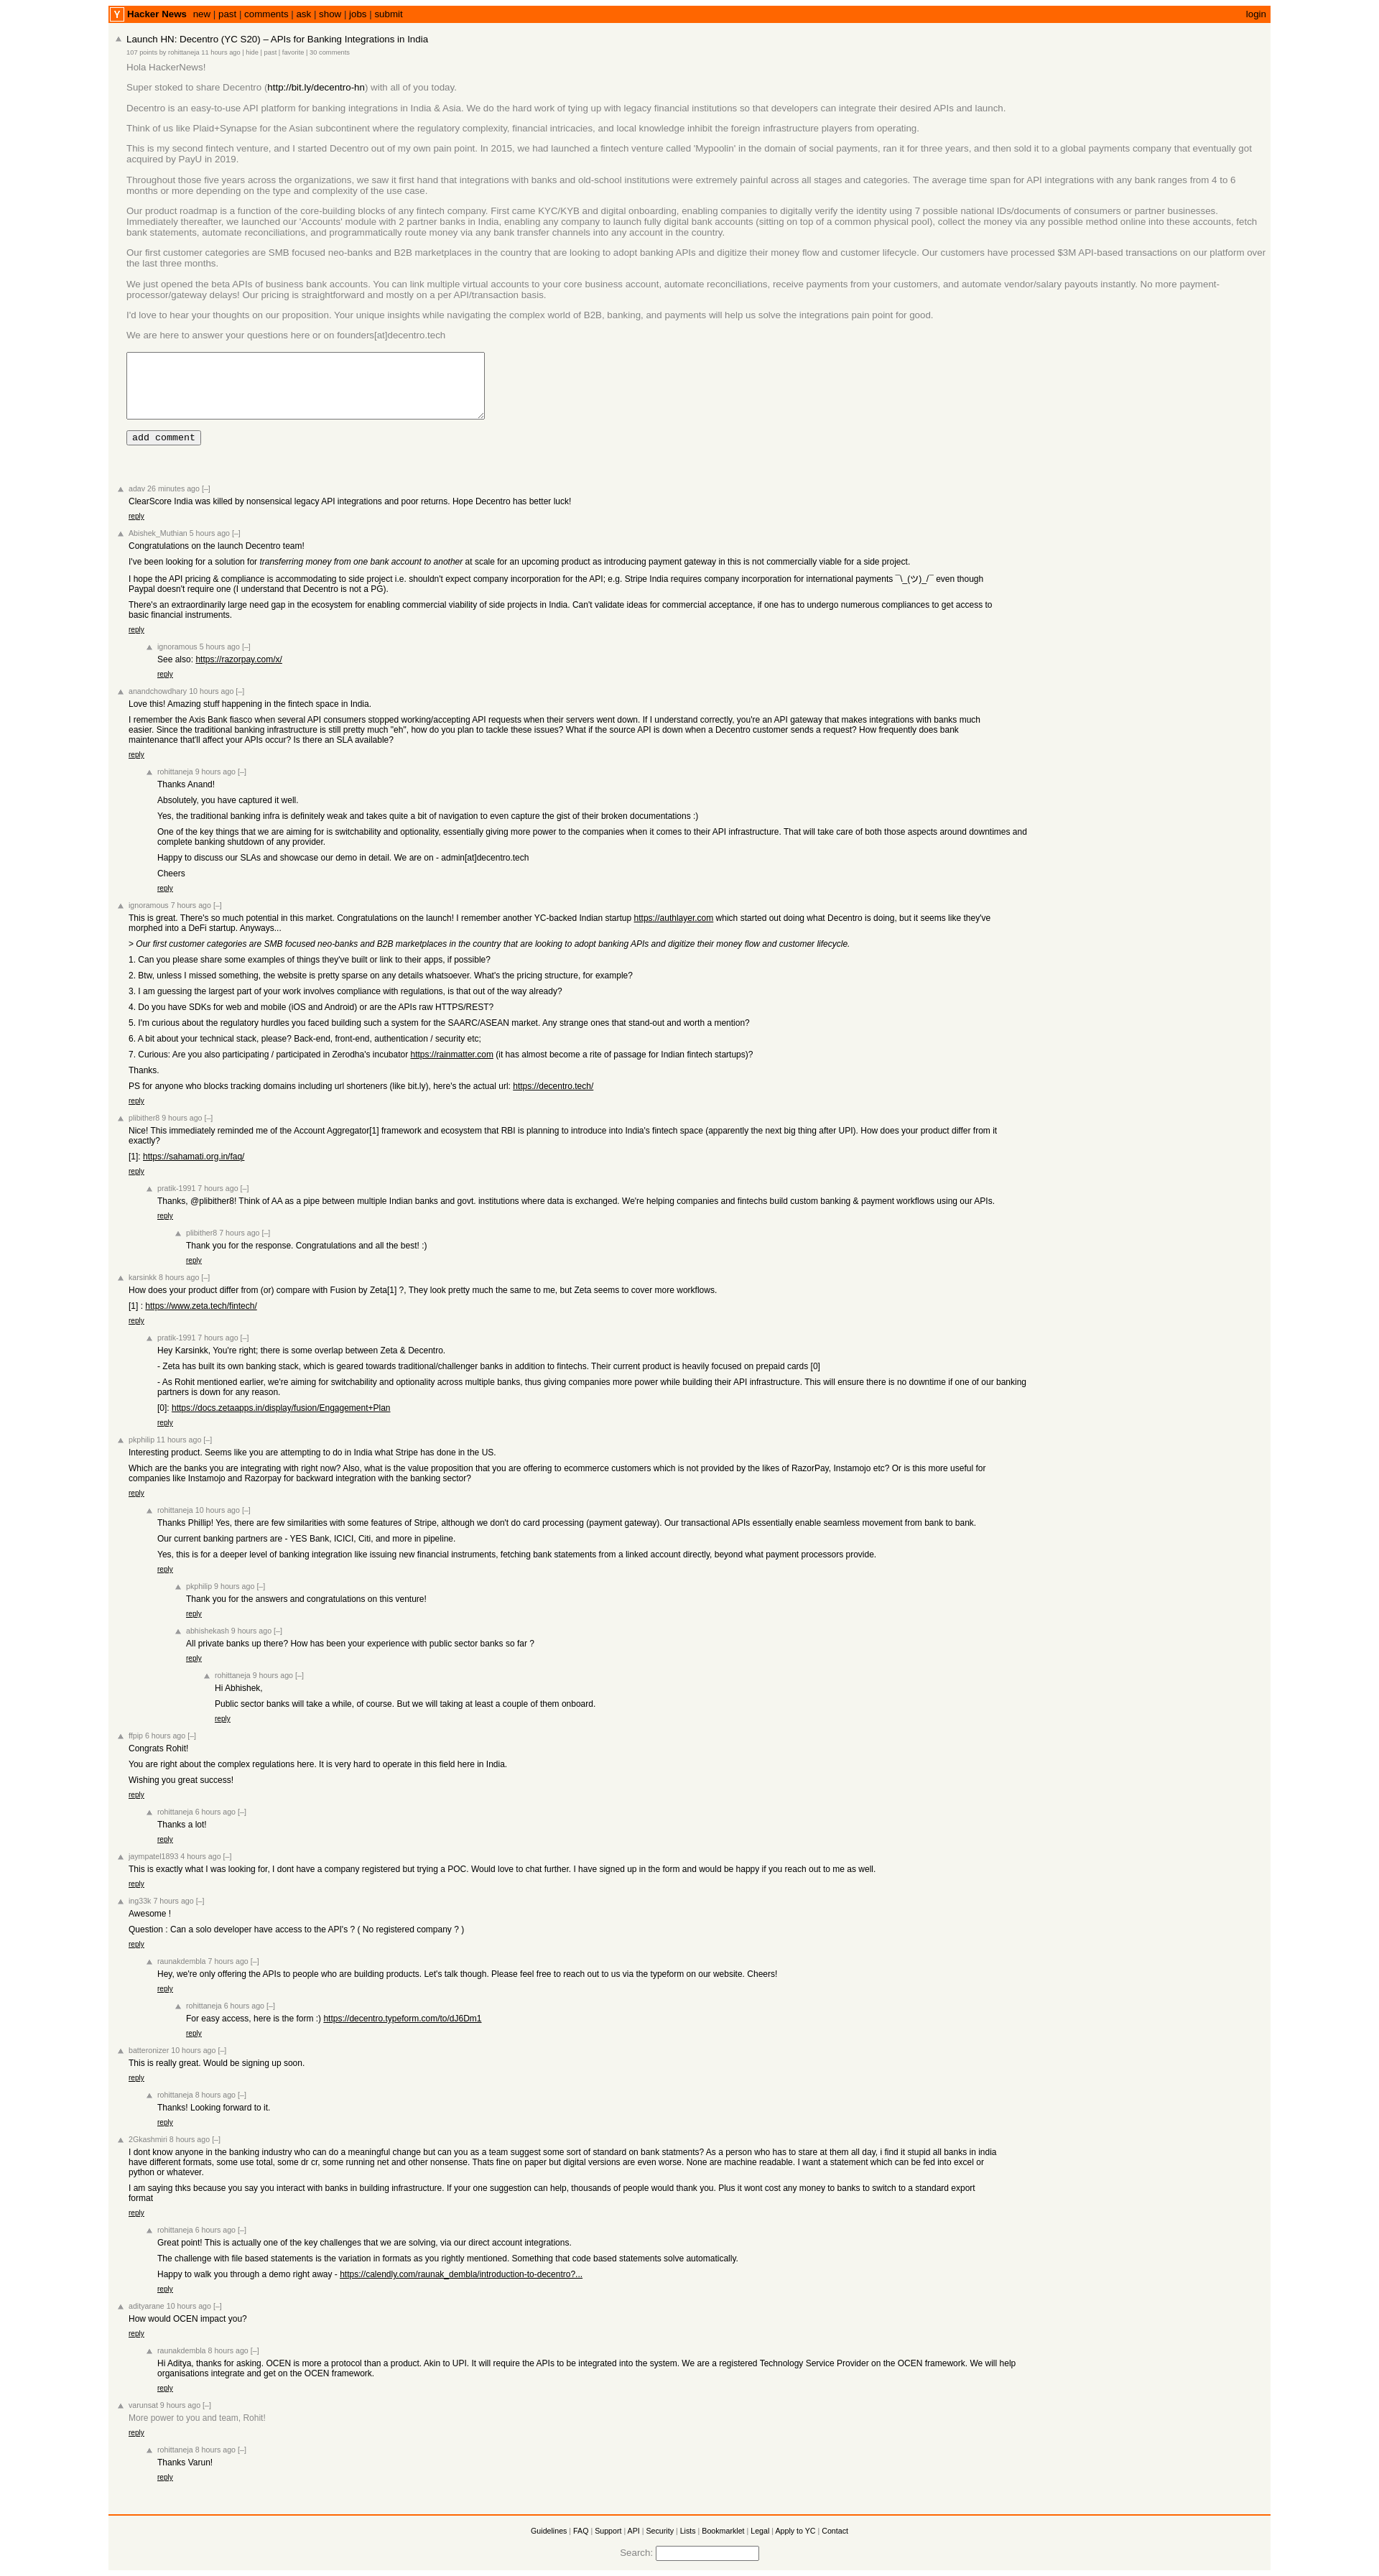 Y Hacker News new | past | comments | ask | show | jobs | submit login
Launch HN: Decentro (YC S20) – APIs for Banking Integrations in India
107 points by rohittaneja 11 hours ago | hide | past | favorite | 30 comments
Hola HackerNews!
Super stoked to share Decentro (http://bit.ly/decentro-hn) with all of you today.
Decentro is an easy-to-use API platform for banking integrations in India & Asia. We do the hard work of tying up with legacy financial institutions so that developers can integrate their desired APIs and launch.
Think of us like Plaid+Synapse for the Asian subcontinent where the regulatory complexity, financial intricacies, and local knowledge inhibit the foreign infrastructure players from operating.
This is my second fintech venture, and I started Decentro out of my own pain point. In 2015, we had launched a fintech venture called 'Mypoolin' in the domain of social payments, ran it for three years, and then sold it to a global payments company that eventually got
acquired by PayU in 2019.
Throughout those five years across the organizations, we saw it first hand that integrations with banks and old-school institutions were extremely painful across all stages and categories. The average time span for API integrations with any bank ranges from 4 to 6
months or more depending on the type and complexity of the use case.
Our product roadmap is a function of the core-building blocks of any fintech company. First came KYC/KYB and digital onboarding, enabling companies to digitally verify the identity using 7 possible national IDs/documents of consumers or partner businesses.
Immediately thereafter, we launched our 'Accounts' module with 2 partner banks in India, enabling any company to launch fully digital bank accounts (sitting on top of a common physical pool), collect the money via any possible method online into these accounts, fetch
bank statements, automate reconciliations, and programmatically route money via any bank transfer channels into any account in the country.
Our first customer categories are SMB focused neo-banks and B2B marketplaces in the country that are looking to adopt banking APIs and digitize their money flow and customer lifecycle. Our customers have processed $3M API-based transactions on our platform over
the last three months.
We just opened the beta APIs of business bank accounts. You can link multiple virtual accounts to your core business account, automate reconciliations, receive payments from your customers, and automate vendor/salary payouts instantly. No more payment-
processor/gateway delays! Our pricing is straightforward and mostly on a per API/transaction basis.
I'd love to hear your thoughts on our proposition. Your unique insights while navigating the complex world of B2B, banking, and payments will help us solve the integrations pain point for good.
We are here to answer your questions here or on founders[at]decentro.tech
add comment
adav 26 minutes ago [–]
ClearScore India was killed by nonsensical legacy API integrations and poor returns. Hope Decentro has better luck!
reply
Abishek_Muthian 5 hours ago [–]
Congratulations on the launch Decentro team!
I've been looking for a solution for transferring money from one bank account to another at scale for an upcoming product as introducing payment gateway in this is not commercially viable for a side project.
I hope the API pricing & compliance is accommodating to side project i.e. shouldn't expect company incorporation for the API; e.g. Stripe India requires company incorporation for international payments ¯\_(ツ)_/¯ even though
Paypal doesn't require one (I understand that Decentro is not a PG).
There's an extraordinarily large need gap in the ecosystem for enabling commercial viability of side projects in India. Can't validate ideas for commercial acceptance, if one has to undergo numerous compliances to get access to
basic financial instruments.
reply
ignoramous 5 hours ago [–]
See also: https://razorpay.com/x/
reply
anandchowdhary 10 hours ago [–]
Love this! Amazing stuff happening in the fintech space in India.
I remember the Axis Bank fiasco when several API consumers stopped working/accepting API requests when their servers went down. If I understand correctly, you're an API gateway that makes integrations with banks much
easier. Since the traditional banking infrastructure is still pretty much "eh", how do you plan to tackle these issues? What if the source API is down when a Decentro customer sends a request? How frequently does bank
maintenance that'll affect your APIs occur? Is there an SLA available?
reply
rohittaneja 9 hours ago [–]
Thanks Anand!
Absolutely, you have captured it well.
Yes, the traditional banking infra is definitely weak and takes quite a bit of navigation to even capture the gist of their broken documentations :)
One of the key things that we are aiming for is switchability and optionality, essentially giving more power to the companies when it comes to their API infrastructure. That will take care of both those aspects around downtimes and
complete banking shutdown of any provider.
Happy to discuss our SLAs and showcase our demo in detail. We are on - admin[at]decentro.tech
Cheers
reply
ignoramous 7 hours ago [–]
This is great. There's so much potential in this market. Congratulations on the launch! I remember another YC-backed Indian startup https://authlayer.com which started out doing what Decentro is doing, but it seems like they've
morphed into a DeFi startup. Anyways...
> Our first customer categories are SMB focused neo-banks and B2B marketplaces in the country that are looking to adopt banking APIs and digitize their money flow and customer lifecycle.
1. Can you please share some examples of things they've built or link to their apps, if possible?
2. Btw, unless I missed something, the website is pretty sparse on any details whatsoever. What's the pricing structure, for example?
3. I am guessing the largest part of your work involves compliance with regulations, is that out of the way already?
4. Do you have SDKs for web and mobile (iOS and Android) or are the APIs raw HTTPS/REST?
5. I'm curious about the regulatory hurdles you faced building such a system for the SAARC/ASEAN market. Any strange ones that stand-out and worth a mention?
6. A bit about your technical stack, please? Back-end, front-end, authentication / security etc;
7. Curious: Are you also participating / participated in Zerodha's incubator https://rainmatter.com (it has almost become a rite of passage for Indian fintech startups)?
Thanks.
PS for anyone who blocks tracking domains including url shorteners (like bit.ly), here's the actual url: https://decentro.tech/
reply
plibither8 9 hours ago [–]
Nice! This immediately reminded me of the Account Aggregator[1] framework and ecosystem that RBI is planning to introduce into India's fintech space (apparently the next big thing after UPI). How does your product differ from it
exactly?
[1]: https://sahamati.org.in/faq/
reply
pratik-1991 7 hours ago [–]
Thanks, @plibither8! Think of AA as a pipe between multiple Indian banks and govt. institutions where data is exchanged. We're helping companies and fintechs build custom banking & payment workflows using our APIs.
reply
plibither8 7 hours ago [–]
Thank you for the response. Congratulations and all the best! :)
reply
karsinkk 8 hours ago [–]
How does your product differ from (or) compare with Fusion by Zeta[1] ?, They look pretty much the same to me, but Zeta seems to cover more workflows.
[1] : https://www.zeta.tech/fintech/
reply
pratik-1991 7 hours ago [–]
Hey Karsinkk, You're right; there is some overlap between Zeta & Decentro.
- Zeta has built its own banking stack, which is geared towards traditional/challenger banks in addition to fintechs. Their current product is heavily focused on prepaid cards [0]
- As Rohit mentioned earlier, we're aiming for switchability and optionality across multiple banks, thus giving companies more power while building their API infrastructure. This will ensure there is no downtime if one of our banking
partners is down for any reason.
[0]: https://docs.zetaapps.in/display/fusion/Engagement+Plan
reply
pkphilip 11 hours ago [–]
Interesting product. Seems like you are attempting to do in India what Stripe has done in the US.
Which are the banks you are integrating with right now? Also, what is the value proposition that you are offering to ecommerce customers which is not provided by the likes of RazorPay, Instamojo etc? Or is this more useful for
companies like Instamojo and Razorpay for backward integration with the banking sector?
reply
rohittaneja 10 hours ago [–]
Thanks Phillip! Yes, there are few similarities with some features of Stripe, although we don't do card processing (payment gateway). Our transactional APIs essentially enable seamless movement from bank to bank.
Our current banking partners are - YES Bank, ICICI, Citi, and more in pipeline.
Yes, this is for a deeper level of banking integration like issuing new financial instruments, fetching bank statements from a linked account directly, beyond what payment processors provide.
reply
pkphilip 9 hours ago [–]
Thank you for the answers and congratulations on this venture!
reply
abhishekash 9 hours ago [–]
All private banks up there? How has been your experience with public sector banks so far ?
reply
rohittaneja 9 hours ago [–]
Hi Abhishek,
Public sector banks will take a while, of course. But we will taking at least a couple of them onboard.
reply
ffpip 6 hours ago [–]
Congrats Rohit!
You are right about the complex regulations here. It is very hard to operate in this field here in India.
Wishing you great success!
reply
rohittaneja 6 hours ago [–]
Thanks a lot!
reply
jaympatel1893 4 hours ago [–]
This is exactly what I was looking for, I dont have a company registered but trying a POC. Would love to chat further. I have signed up in the form and would be happy if you reach out to me as well.
reply
ing33k 7 hours ago [–]
Awesome !
Question : Can a solo developer have access to the API's ? ( No registered company ? )
reply
raunakdembla 7 hours ago [–]
Hey, we're only offering the APIs to people who are building products. Let's talk though. Please feel free to reach out to us via the typeform on our website. Cheers!
reply
rohittaneja 6 hours ago [–]
For easy access, here is the form :) https://decentro.typeform.com/to/dJ6Dm1
reply
batteronizer 10 hours ago [–]
This is really great. Would be signing up soon.
reply
rohittaneja 8 hours ago [–]
Thanks! Looking forward to it.
reply
2Gkashmiri 8 hours ago [–]
I dont know anyone in the banking industry who can do a meaningful change but can you as a team suggest some sort of standard on bank statments? As a person who has to stare at them all day, i find it stupid all banks in india
have different formats, some use total, some dr cr, some running net and other nonsense. Thats fine on paper but digital versions are even worse. None are machine readable. I want a statement which can be fed into excel or
python or whatever.
I am saying thks because you say you interact with banks in building infrastructure. If your one suggestion can help, thousands of people would thank you. Plus it wont cost any money to banks to switch to a standard export
format
reply
rohittaneja 6 hours ago [–]
Great point! This is actually one of the key challenges that we are solving, via our direct account integrations.
The challenge with file based statements is the variation in formats as you rightly mentioned. Something that code based statements solve automatically.
Happy to walk you through a demo right away - https://calendly.com/raunak_dembla/introduction-to-decentro?...
reply
adityarane 10 hours ago [–]
How would OCEN impact you?
reply
raunakdembla 8 hours ago [–]
Hi Aditya, thanks for asking. OCEN is more a protocol than a product. Akin to UPI. It will require the APIs to be integrated into the system. We are a registered Technology Service Provider on the OCEN framework. We will help
organisations integrate and get on the OCEN framework.
reply
varunsat 9 hours ago [–]
More power to you and team, Rohit!
reply
rohittaneja 8 hours ago [–]
Thanks Varun!
reply
Guidelines | FAQ | Support | API | Security | Lists | Bookmarklet | Legal | Apply to YC | Contact
Search: